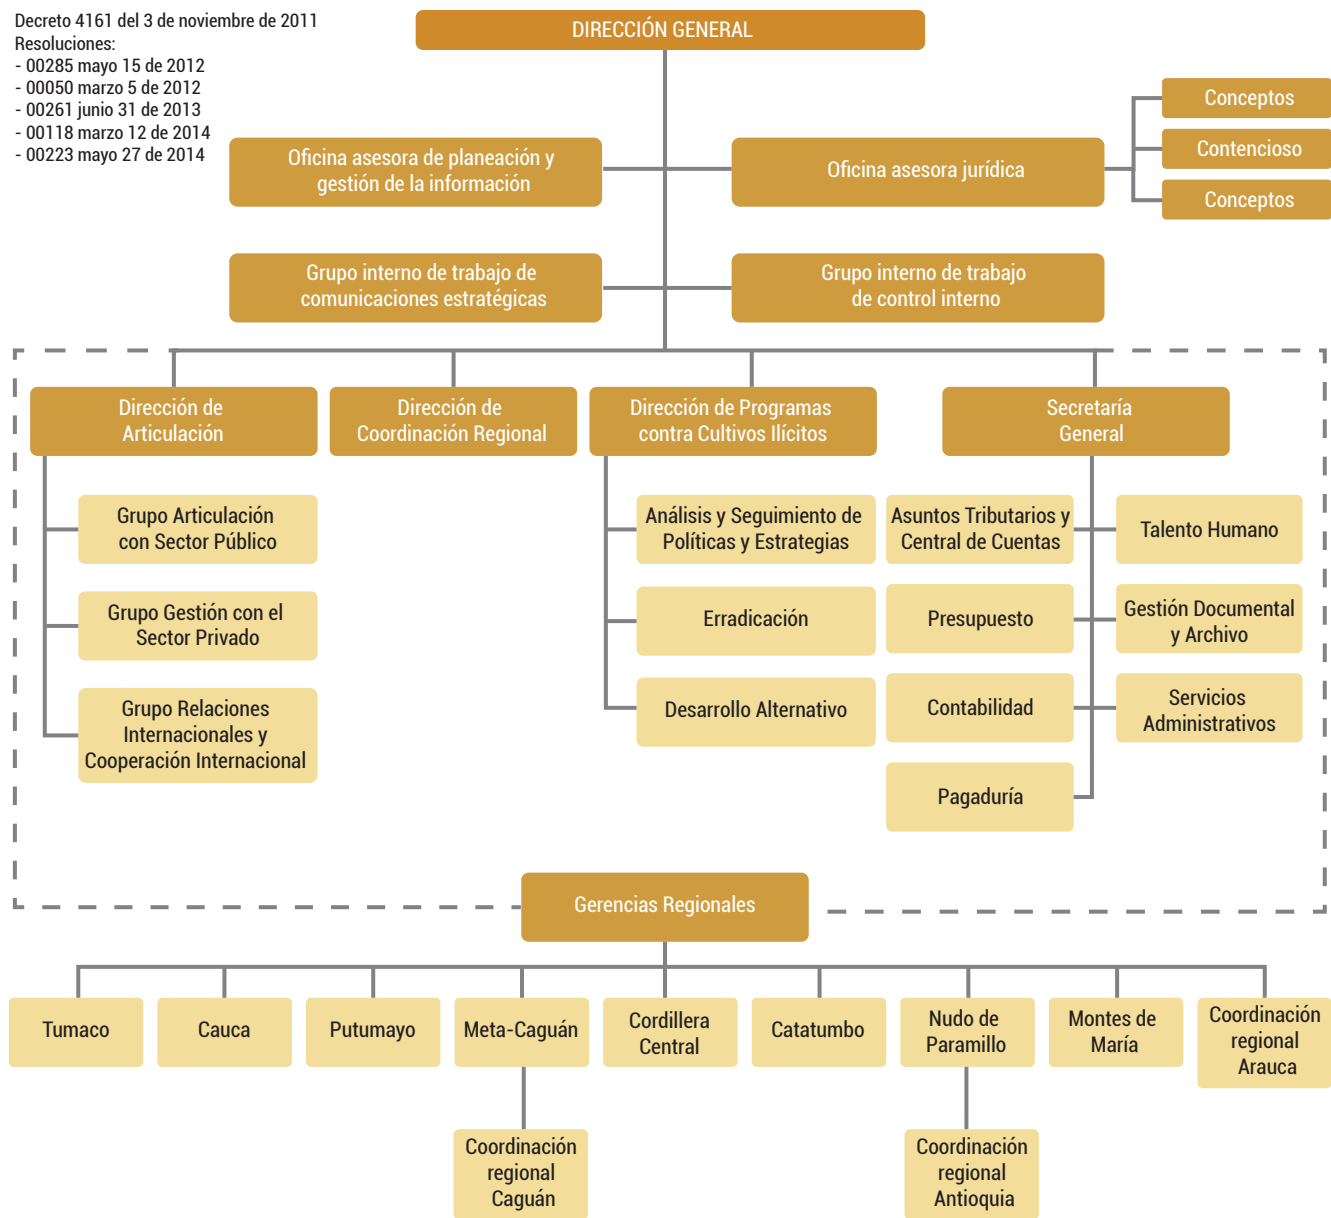 Decreto 4161 del 3 de noviembre de 2011
Resoluciones:
- 00285 mayo 15 de 2012
- 00050 marzo 5 de 2012
- 00261 junio 31 de 2013
- 00118 marzo 12 de 2014
- 00223 mayo 27 de 2014
DIRECCIÓN GENERAL
Oficina asesora de planeación y
gestión de la información
Oficina asesora jurídica
Conceptos
Contencioso
Conceptos
Grupo interno de trabajo de
comunicaciones estratégicas
Grupo interno de trabajo
de control interno
Dirección de
Articulación
Dirección de
Coordinación Regional
Dirección de Programas
contra Cultivos Ilícitos
Secretaría
General
Grupo Articulación
con Sector Público
Grupo Gestión con el
Sector Privado
Grupo Relaciones
Internacionales y
Cooperación Internacional
Análisis y Seguimiento de
Políticas y Estrategias
Erradicación
Desarrollo Alternativo
Asuntos Tributarios y
Central de Cuentas
Presupuesto
Contabilidad
Pagaduría
Talento Humano
Gestión Documental
y Archivo
Servicios
Administrativos
Gerencias Regionales
Tumaco
Cauca
Putumayo
Meta-Caguán
Cordillera
Central
Catatumbo
Nudo de
Paramillo
Montes de
María
Coordinación
regional
Arauca
Coordinación
regional
Caguán
Coordinación
regional
Antioquia